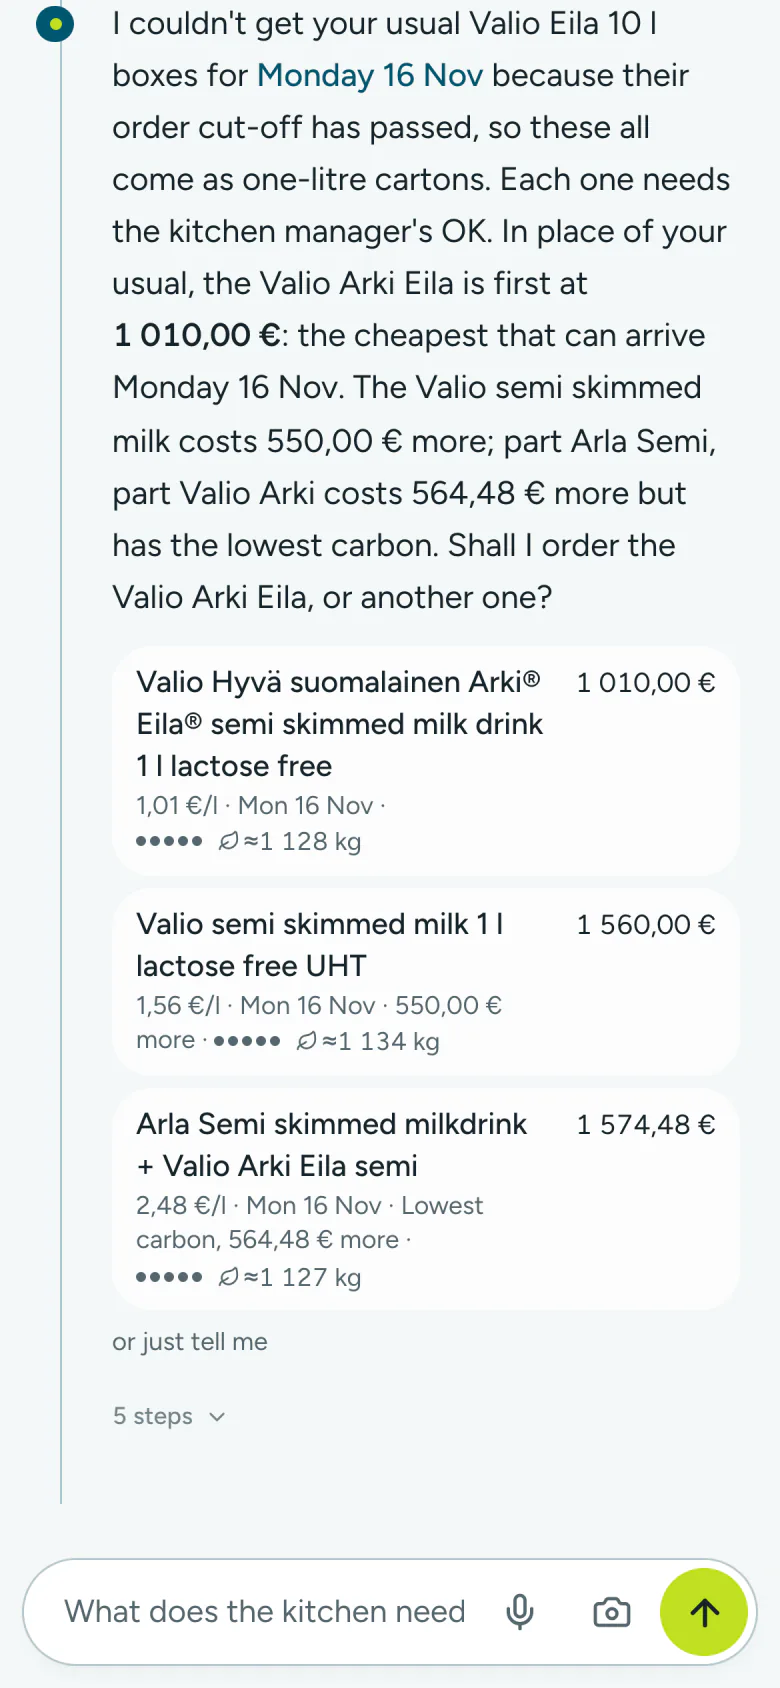 I couldn't get your usual Valio Eila 10 l
boxes for Monday 16 Nov because their
order cut-off has passed, so these all
come as one-litre cartons. Each one needs
the kitchen manager's OK. In place of your
usual, the Valio Arki Eila is first at
1 010,00 €: the cheapest that can arrive
Monday 16 Nov. The Valio semi skimmed
milk costs 550,00 € more; part Arla Semi,
part Valio Arki costs 564,48 € more but
has the lowest carbon. Shall I order the
Valio Arki Eila, or another one?
Valio Hyvä suomalainen Arki® 1 010,00 €
Eila® semi skimmed milk drink
1 l lactose free
1,01 €/l · Mon 16 Nov ·
≈1 128 kg
Valio semi skimmed milk 1 l 1 560,00 €
lactose free UHT
1,56 €/l · Mon 16 Nov · 550,00 €
more · ≈1 134 kg
Arla Semi skimmed milkdrink 1 574,48 €
+ Valio Arki Eila semi
2,48 €/l · Mon 16 Nov · Lowest
carbon, 564,48 € more ·
≈1 127 kg
or just tell me
5 steps
What does the kitchen need